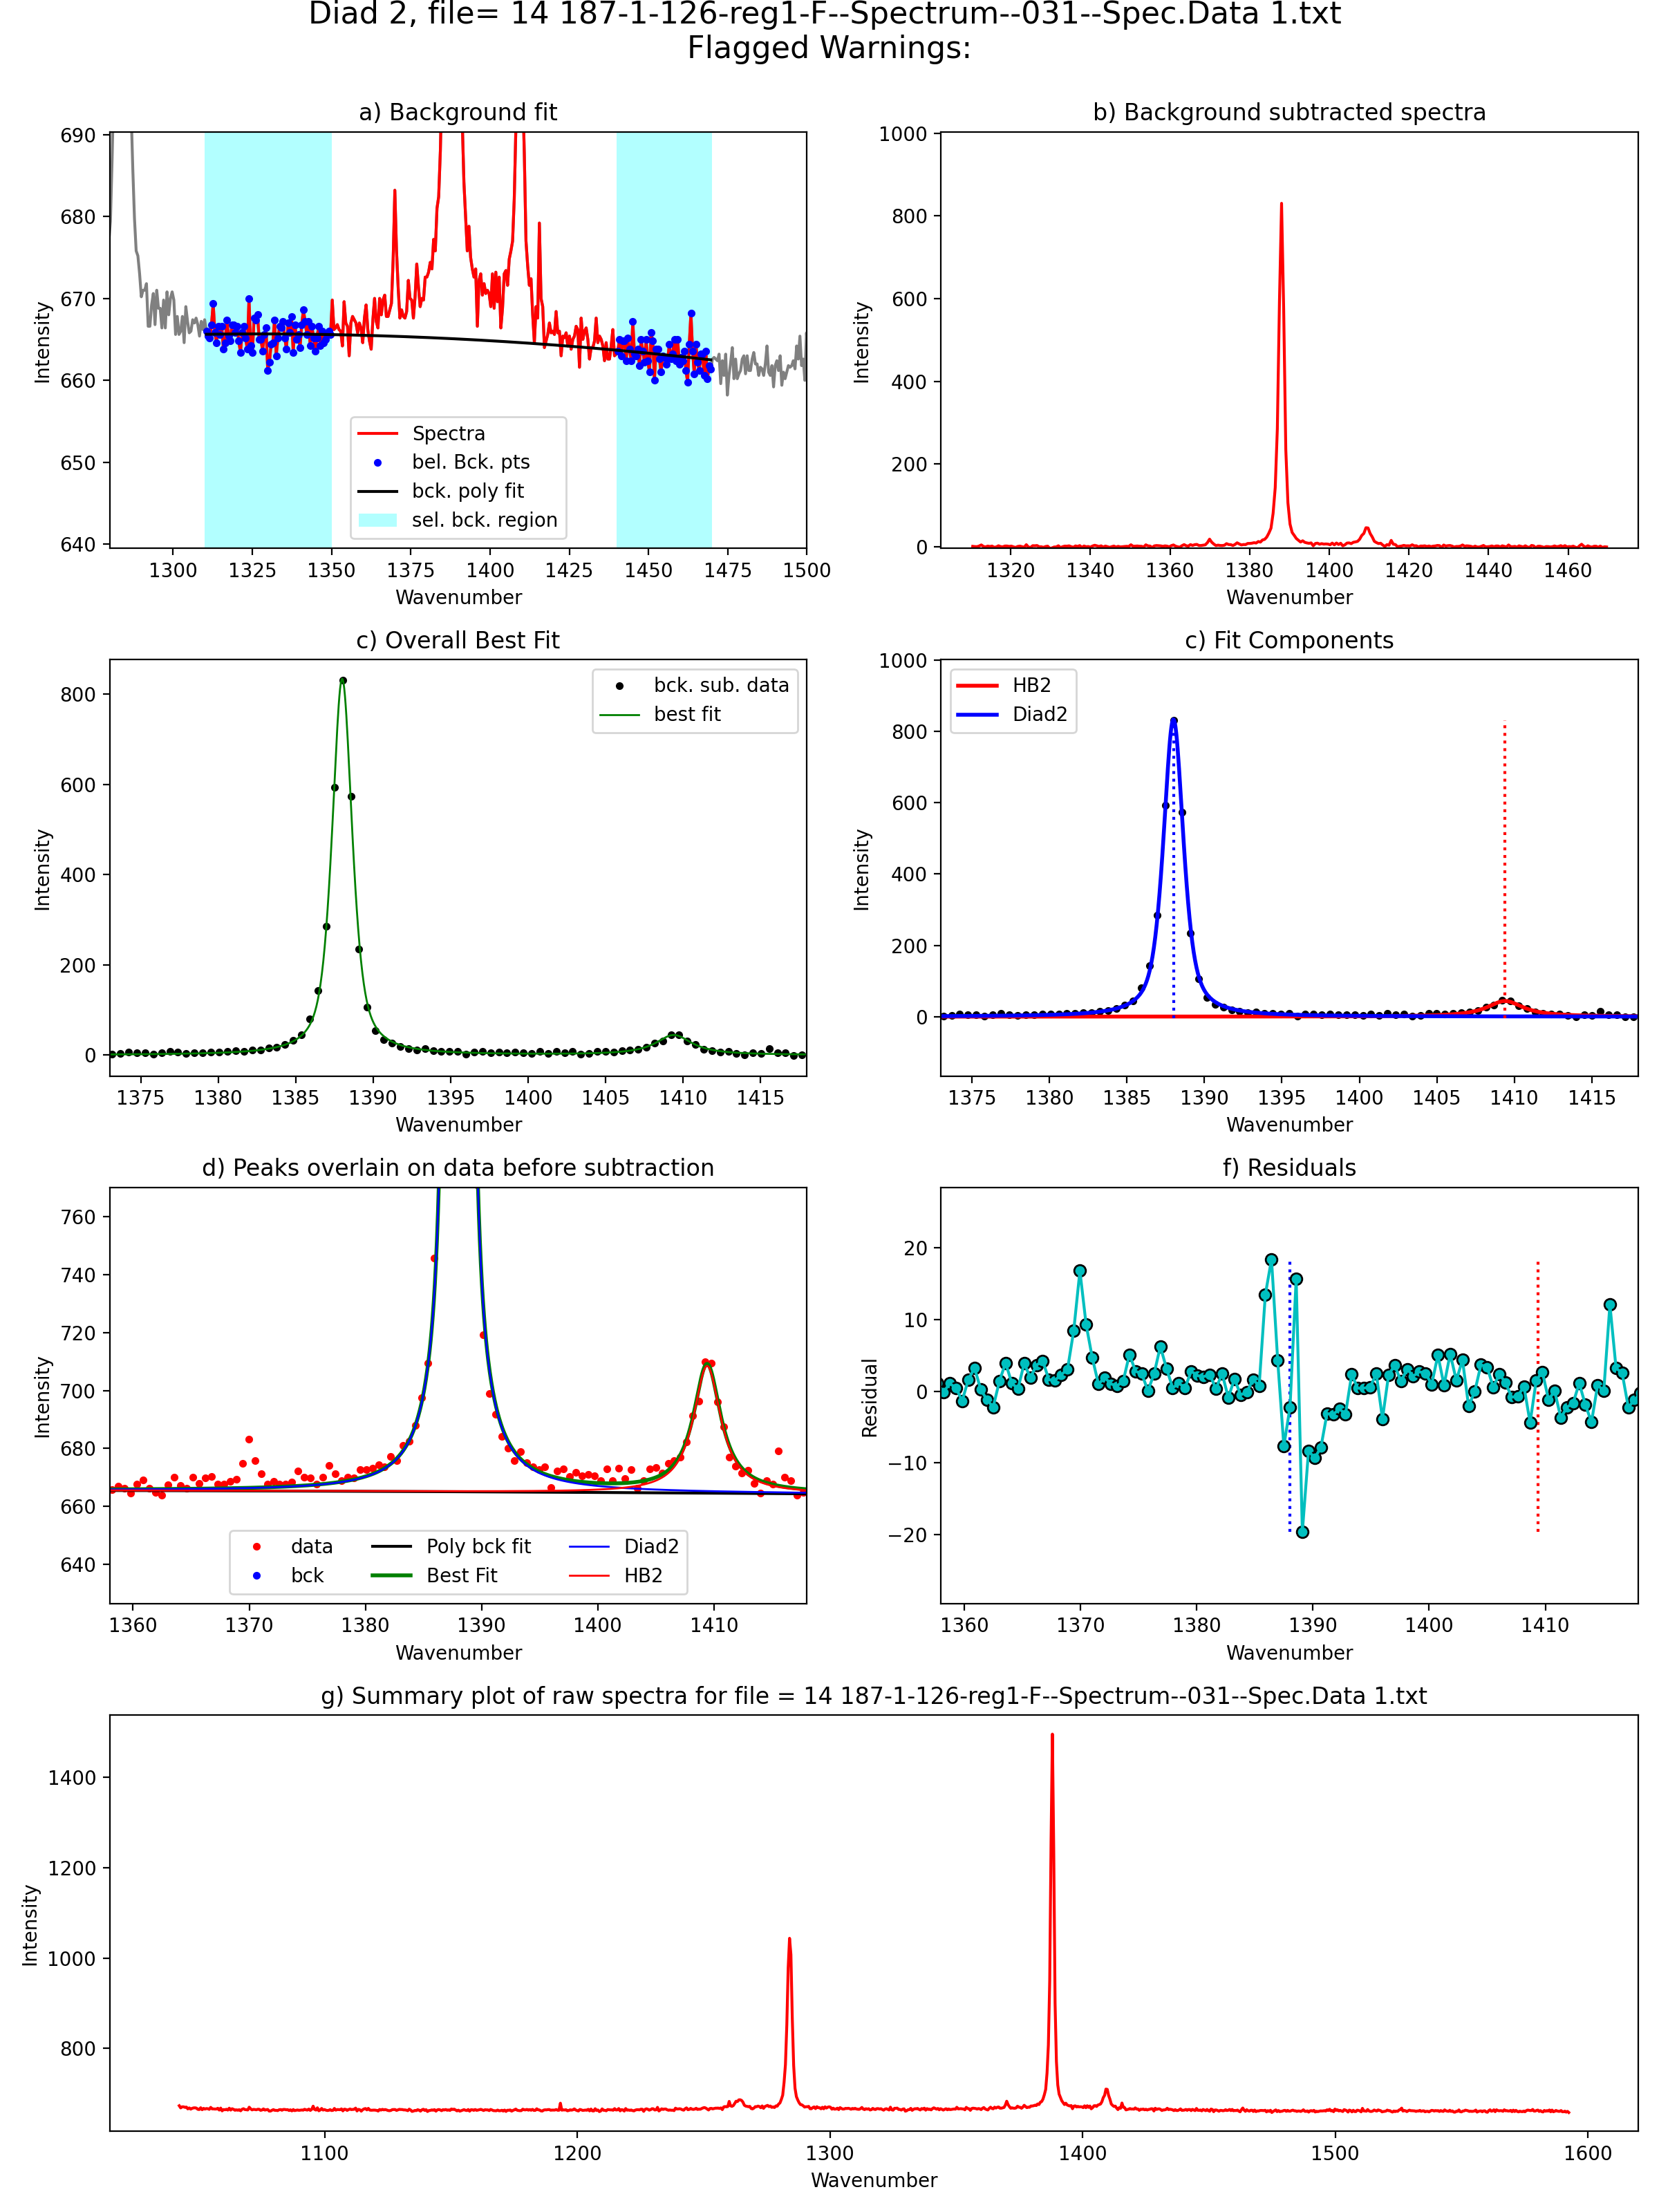 Diad 2, file= 14 187-1-126-reg1-F--Spectrum--031--Spec.Data 1.txt
Flagged Warnings:
a) Background fit
690
680
670
660
650
640
Intensity
Spectra
bel. Bck. pts
bck. poly fit
sel. bck. region
1300 1325 1350 1375 1400 1425 1450 1475 1500
Wavenumber
b) Background subtracted spectra
1000
800
600
400
200
0
Intensity
1320 1340 1360 1380 1400 1420 1440 1460
Wavenumber
c) Overall Best Fit
800
600
400
200
0
Intensity
bck. sub. data
best fit
1375 1380 1385 1390 1395 1400 1405 1410 1415
Wavenumber
c) Fit Components
1000
800
600
400
200
0
Intensity
HB2
Diad2
1375 1380 1385 1390 1395 1400 1405 1410 1415
Wavenumber
d) Peaks overlain on data before subtraction
760
740
720
700
680
660
640
Intensity
data Poly bck fit Diad2
bck Best Fit HB2
1360 1370 1380 1390 1400 1410
Wavenumber
f) Residuals
20
10
0
−10
−20
Residual
1360 1370 1380 1390 1400 1410
Wavenumber
g) Summary plot of raw spectra for file = 14 187-1-126-reg1-F--Spectrum--031--Spec.Data 1.txt
1400
1200
1000
800
Intensity
1100 1200 1300 1400 1500 1600
Wavenumber